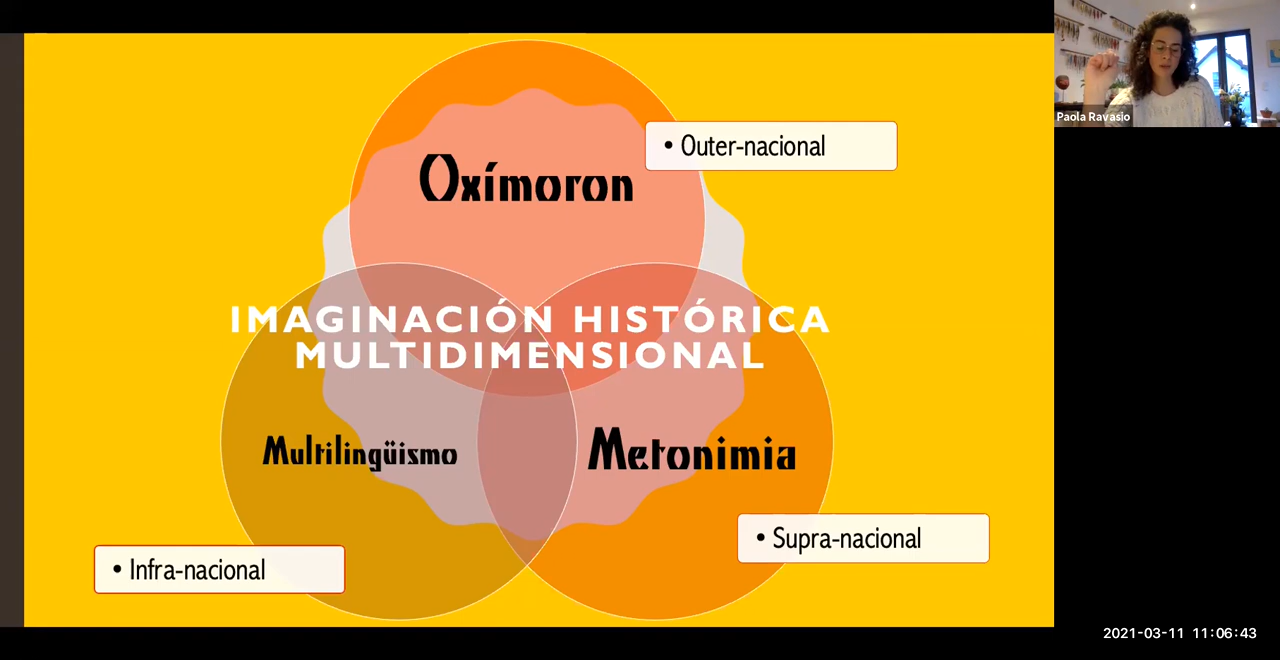 Paola Ravasio
• Outer-nacional
Oxímoron
IMAGINACIÓN HISTÓRICA
MULTIDIMENSIONAL
Multilingüismo
Metonimia
• Supra-nacional
• Infra-nacional
2021-03-11 11:06:43